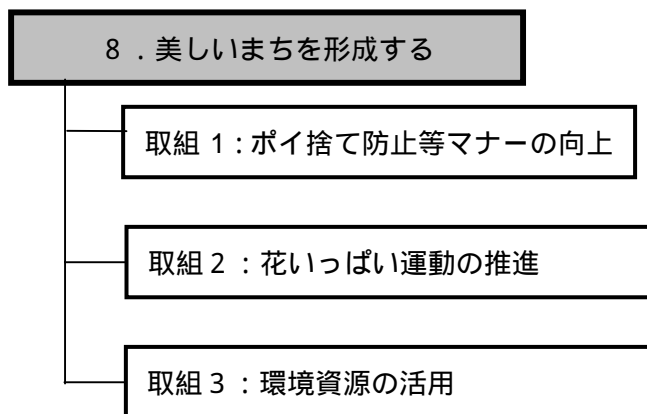 8．美しいまちを形成する
取組1：ポイ捨て防止等マナーの向上
取組2：花いっぱい運動の推進
取組3：環境資源の活用